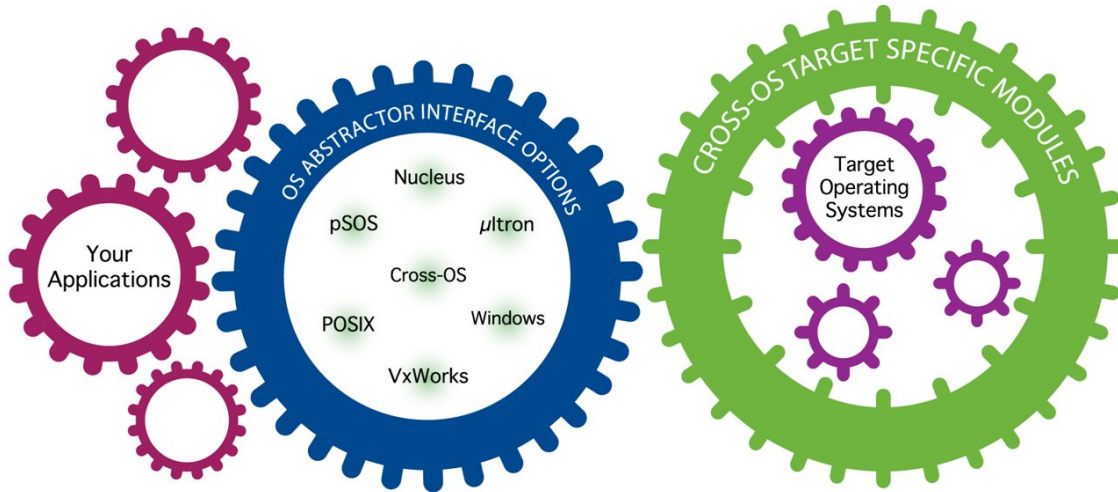 Your
Applications
OS ABSTRACTOR INTERFACE OPTIONS
Nucleus
pSOS
µItron
Cross-OS
POSIX
Windows
VxWorks
CROSS-OS TARGET SPECIFIC MODULES
Target
Operating
Systems